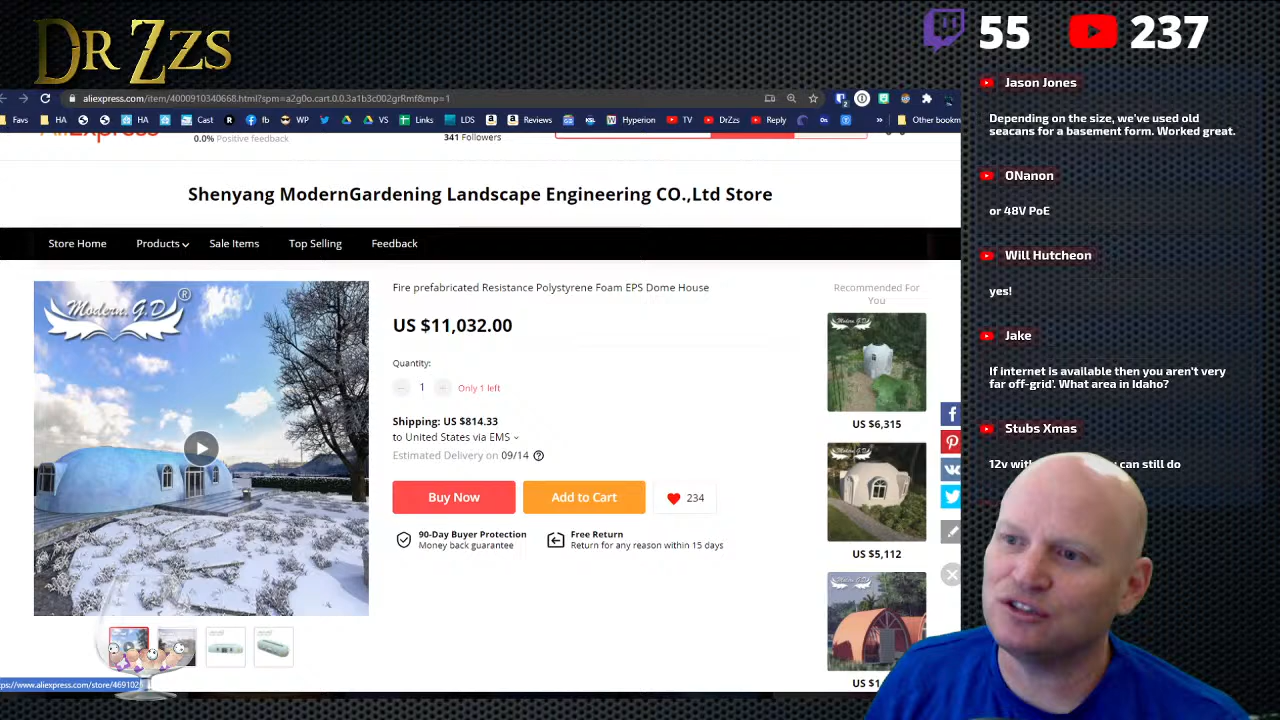 DR ZZS
55
237
aliexpress.com/item/4000910340668.html?spm=a2g0o.cart.0.0.3a1b3c002grRmf&mp=1
Favs HA HA Cast R fb WP AD VS Links LDS S Reviews KSL Hyperion TV DrZzs Reply Os Other bookm
0.0% Positive feedback
341 Followers
Shenyang ModernGardening Landscape Engineering CO.,Ltd Store
Store Home Products Sale Items Top Selling Feedback
Modern.G.D ®
Fire prefabricated Resistance Polystyrene Foam EPS Dome House
US $11,032.00
Quantity:
1 Only 1 left
Shipping: US $814.33
to United States via EMS
Estimated Delivery on 09/14
Buy Now Add to Cart 234
90-Day Buyer Protection
Money back guarantee
Free Return
Return for any reason within 15 days
Recommended For
You
US $6,315
US $5,112
US $1
ps://www.aliexpress.com/store/469102
Jason Jones
Depending on the size, we've used old
seacans for a basement form. Worked great.
ONanon
or 48V PoE
Will Hutcheon
yes!
Jake
If internet is available then you aren't very
far off-grid'. What area in Idaho?
Stubs Xmas
12v wit can still do